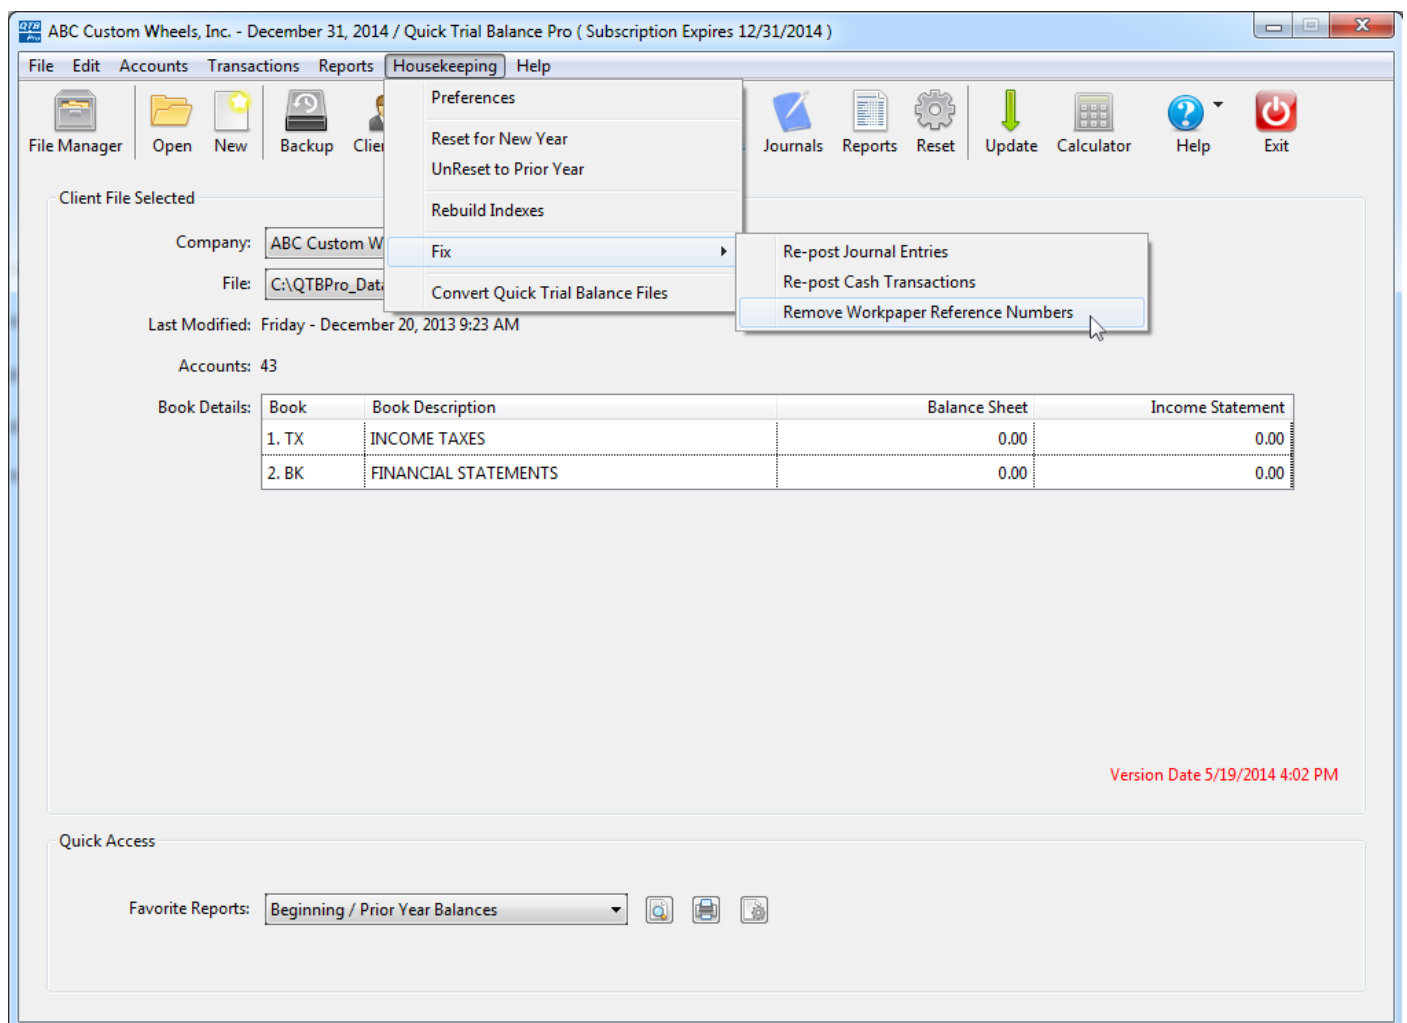 QTB Pro ABC Custom Wheels, Inc. - December 31, 2014 / Quick Trial Balance Pro ( Subscription Expires 12/31/2014 )
File Edit Accounts Transactions Reports Housekeeping Help
Preferences
Reset for New Year
UnReset to Prior Year
Rebuild Indexes
Fix
Convert Quick Trial Balance Files
Re-post Journal Entries
Re-post Cash Transactions
Remove Workpaper Reference Numbers
File Manager Open New Backup Journals Reports Reset Update Calculator Help Exit
Client File Selected
Company: ABC Custom W
File: C:\QTBPro_Dat
Last Modified: Friday - December 20, 2013 9:23 AM
Accounts: 43
Book Details: Book Book Description Balance Sheet Income Statement
1. TX INCOME TAXES 0.00 0.00
2. BK FINANCIAL STATEMENTS 0.00 0.00
Version Date 5/19/2014 4:02 PM
Quick Access
Favorite Reports: Beginning / Prior Year Balances